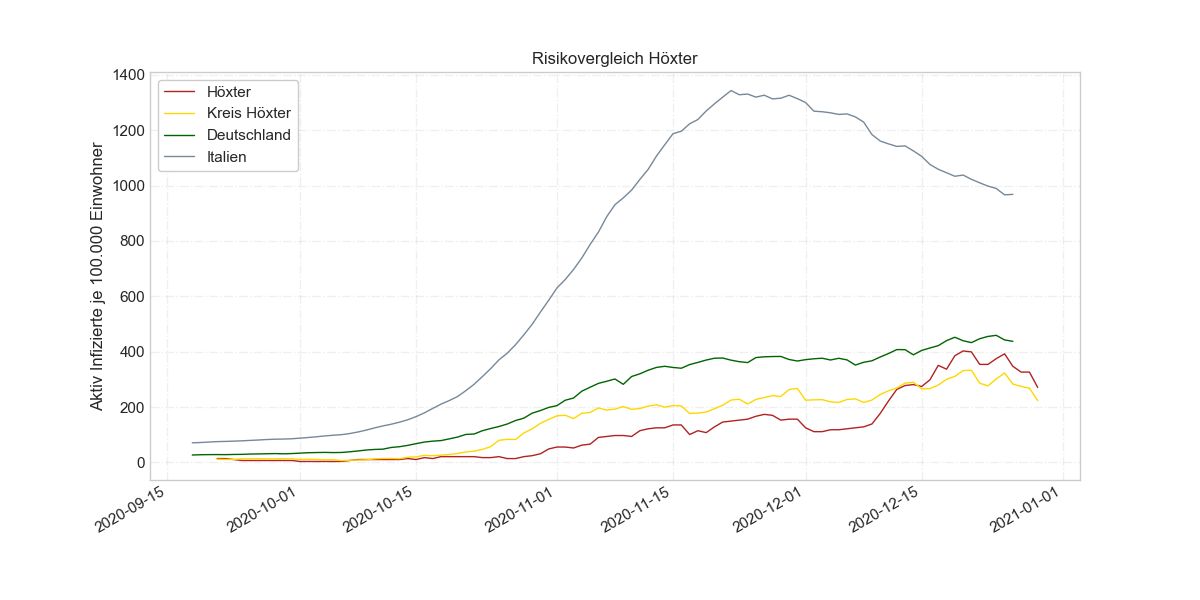 Risikovergleich Höxter
Aktiv Infizierte je 100.000 Einwohner
1400
1200
1000
800
600
400
200
0
Höxter
Kreis Höxter
Deutschland
Italien
2020-09-15
2020-10-01
2020-10-15
2020-11-01
2020-11-15
2020-12-01
2020-12-15
2021-01-01